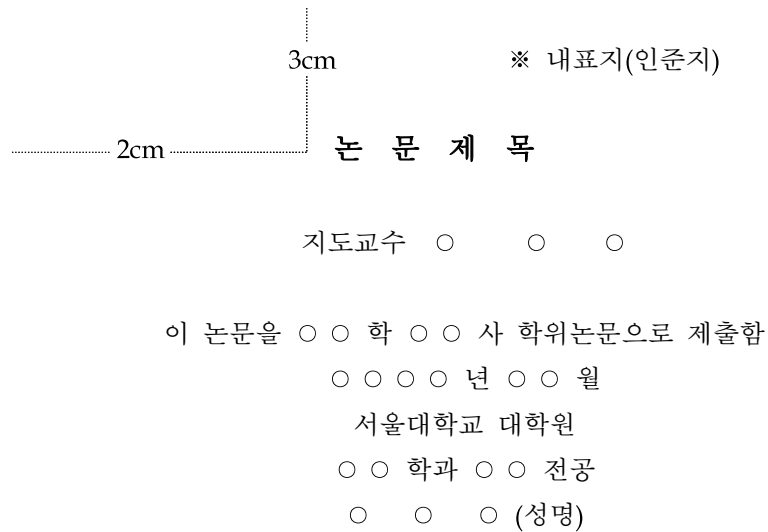 3cm
※ 내표지(인준지)
2cm
논 문 제 목
지도교수 ○ ○ ○
이 논문을 ○ ○ 학 ○ ○ 사 학위논문으로 제출함
○ ○ ○ ○ 년 ○ ○ 월
서울대학교 대학원
○ ○ 학과 ○ ○ 전공
○ ○ ○ (성명)